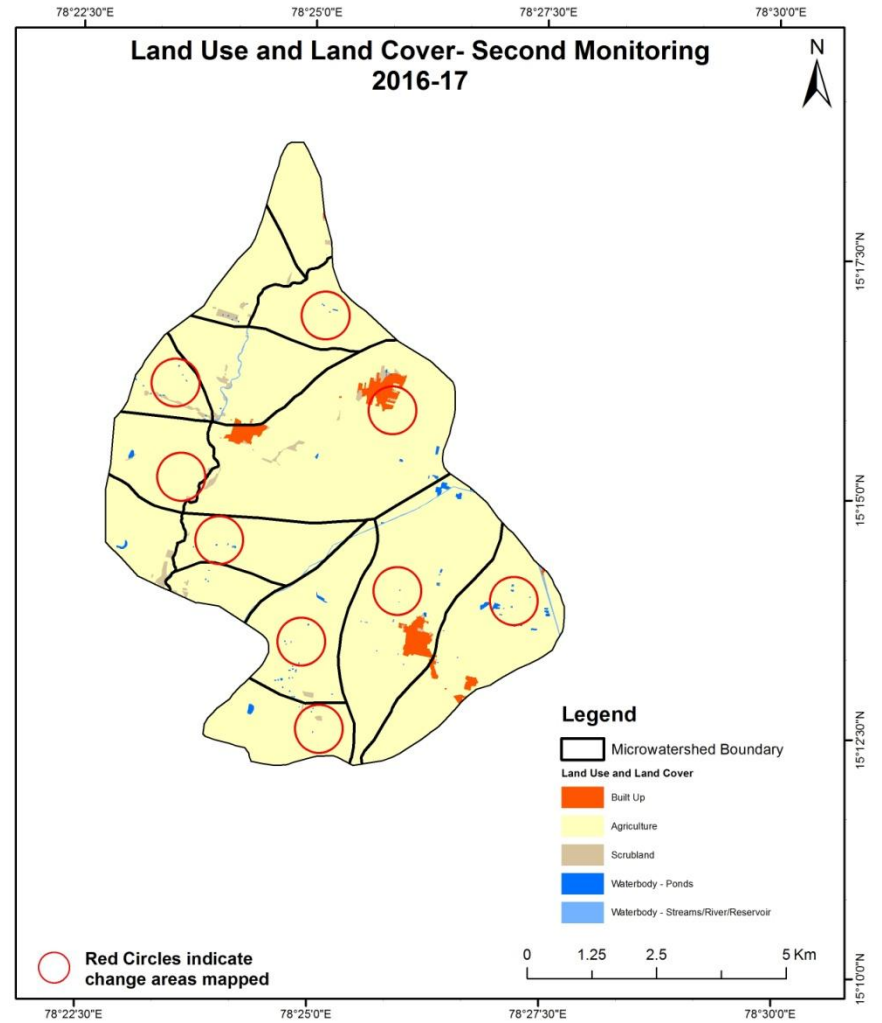 78°22'30"E 78°25'0"E 78°27'30"E 78°30'0"E
Land Use and Land Cover- Second Monitoring
2016-17
N
15°17'30"N
15°15'0"N
15°12'30"N
15°10'0"N
Legend
Microwatershed Boundary
Land Use and Land Cover
Built Up
Agriculture
Scrubland
Waterbody - Ponds
Waterbody - Streams/River/Reservoir
Red Circles indicate
change areas mapped
0 1.25 2.5 5 Km
78°22'30"E 78°25'0"E 78°27'30"E 78°30'0"E